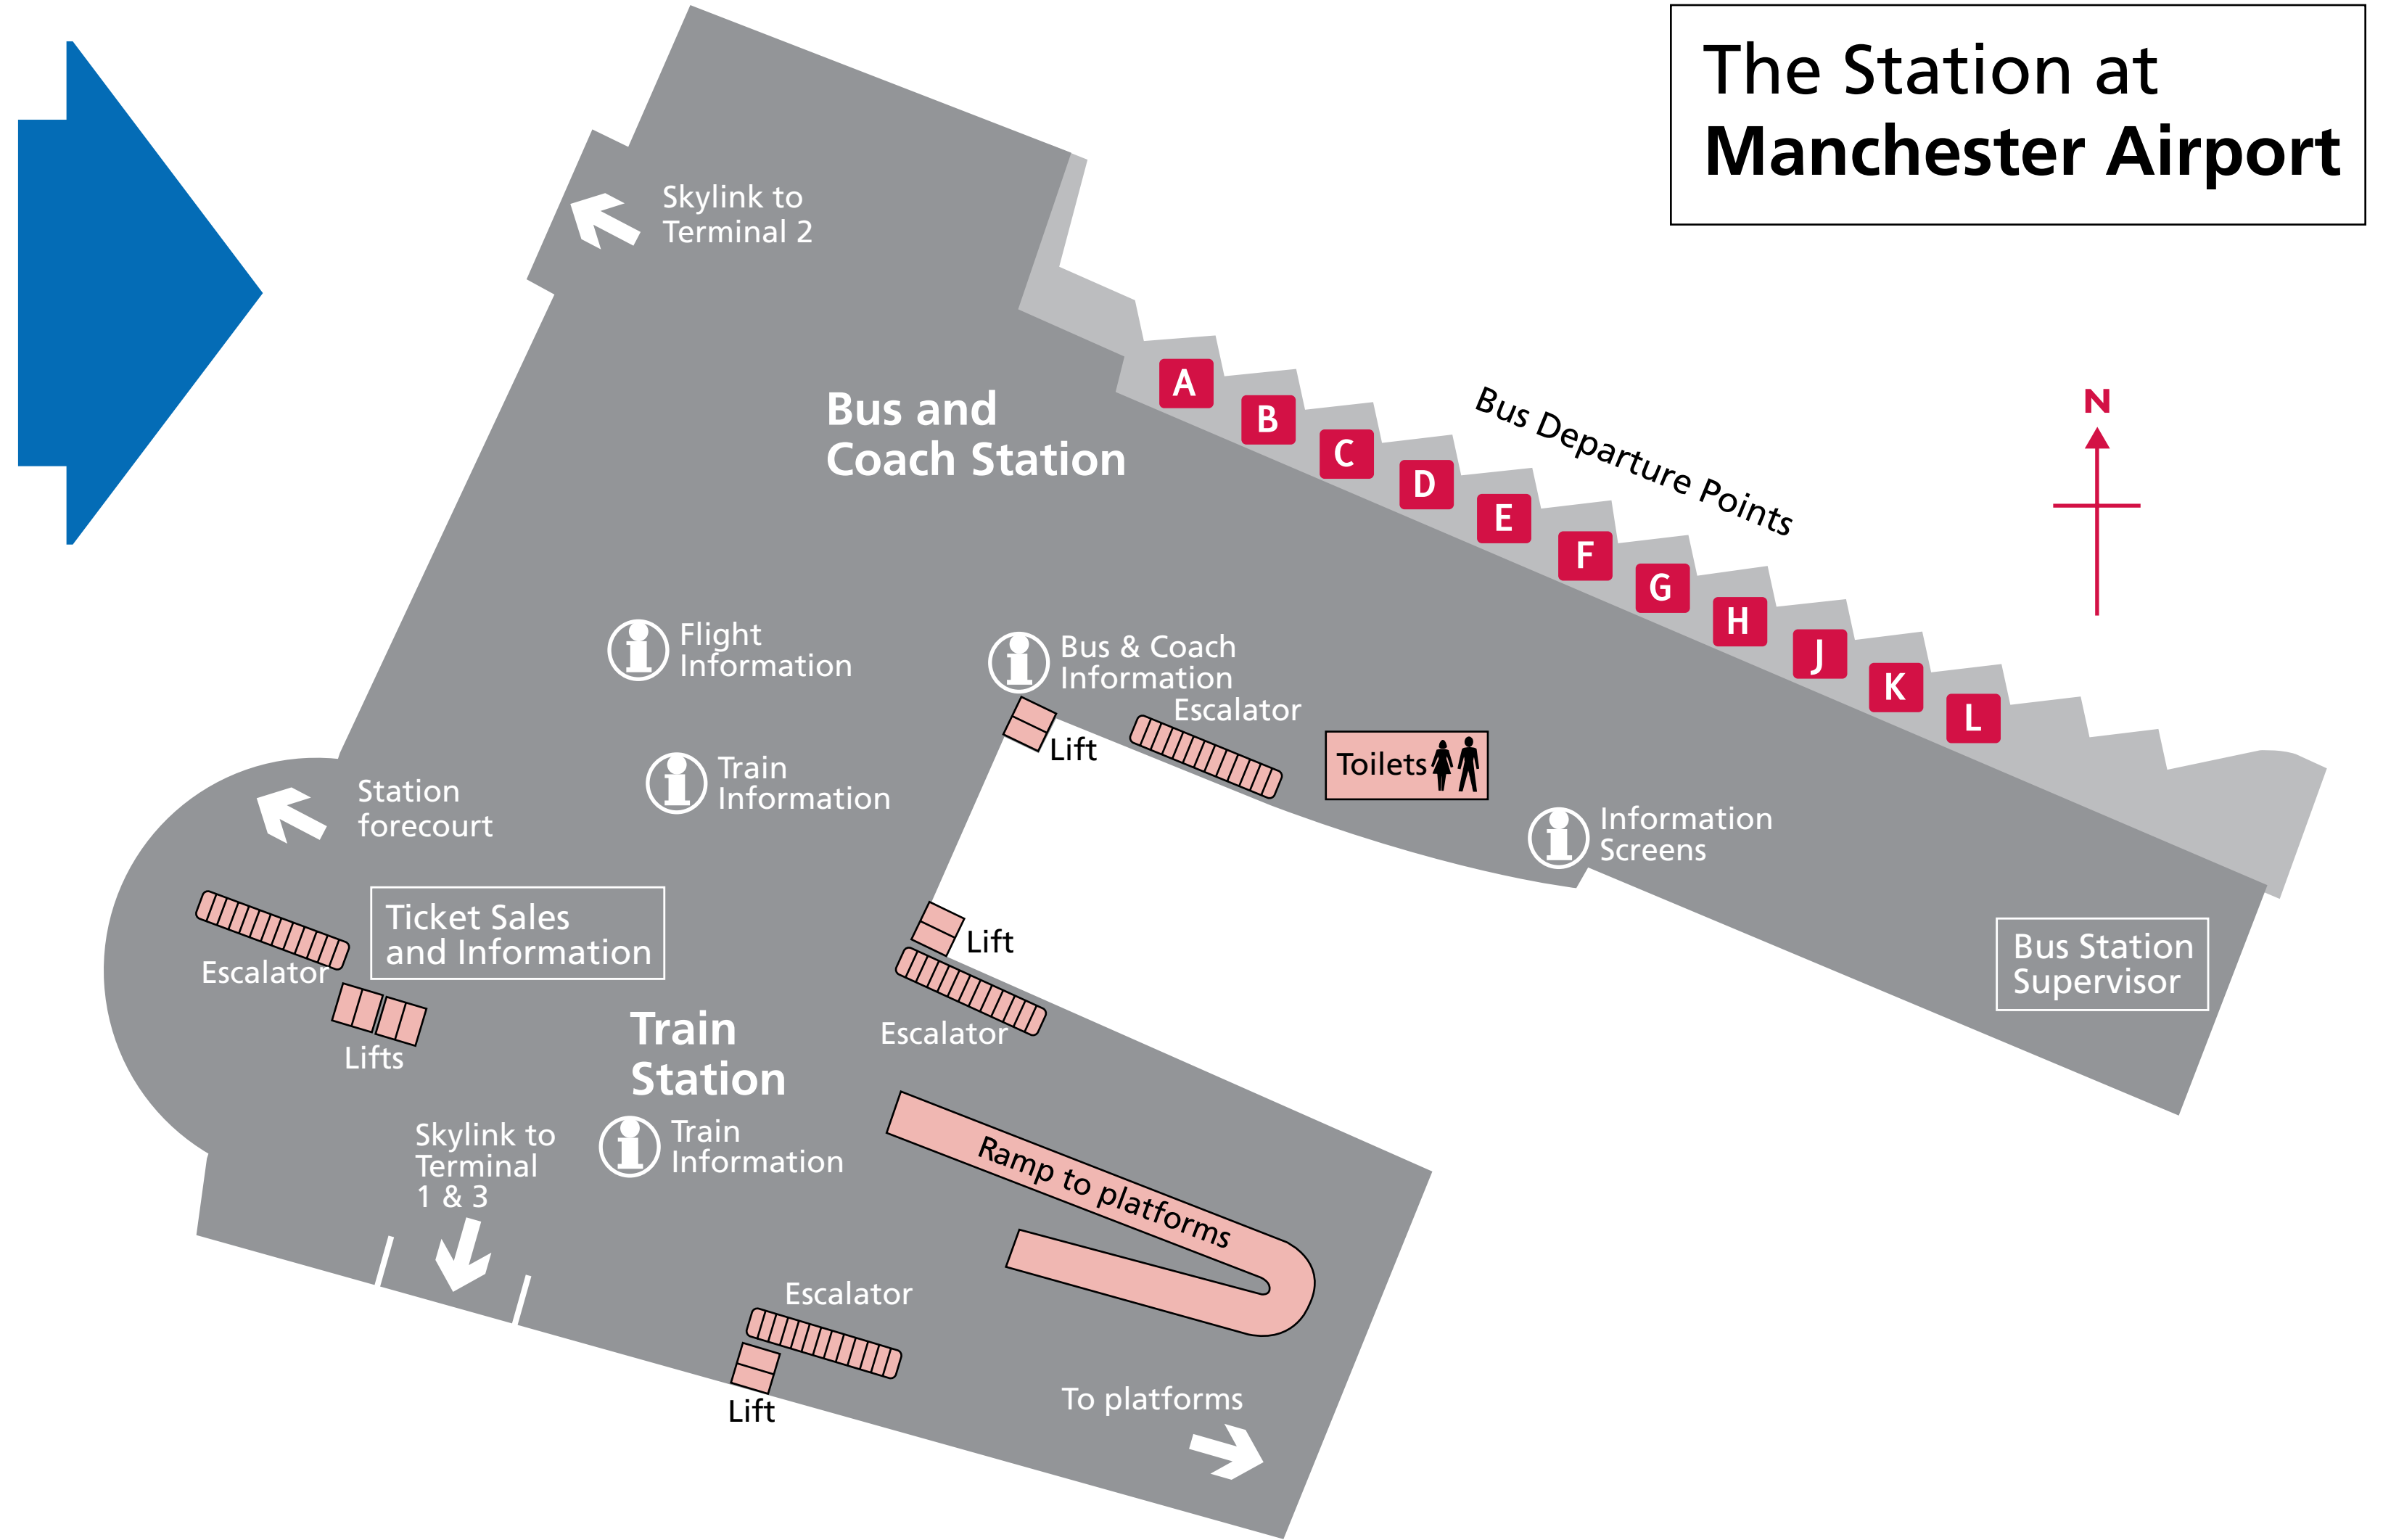 The Station at
Manchester Airport
Skylink to
Terminal 2
A
B
C
D
E
F
G
H
J
K
L
Bus Departure Points
N
Bus and
Coach Station
Flight
Information
Bus & Coach
Information
Escalator
Lift
Toilets
Train
Information
Station
forecourt
Information
Screens
Ticket Sales
and Information
Escalator
Lifts
Lift
Escalator
Bus Station
Supervisor
Train
Station
Train
Information
Skylink to
Terminal
1 & 3
Ramp to platforms
Escalator
Lift
To platforms